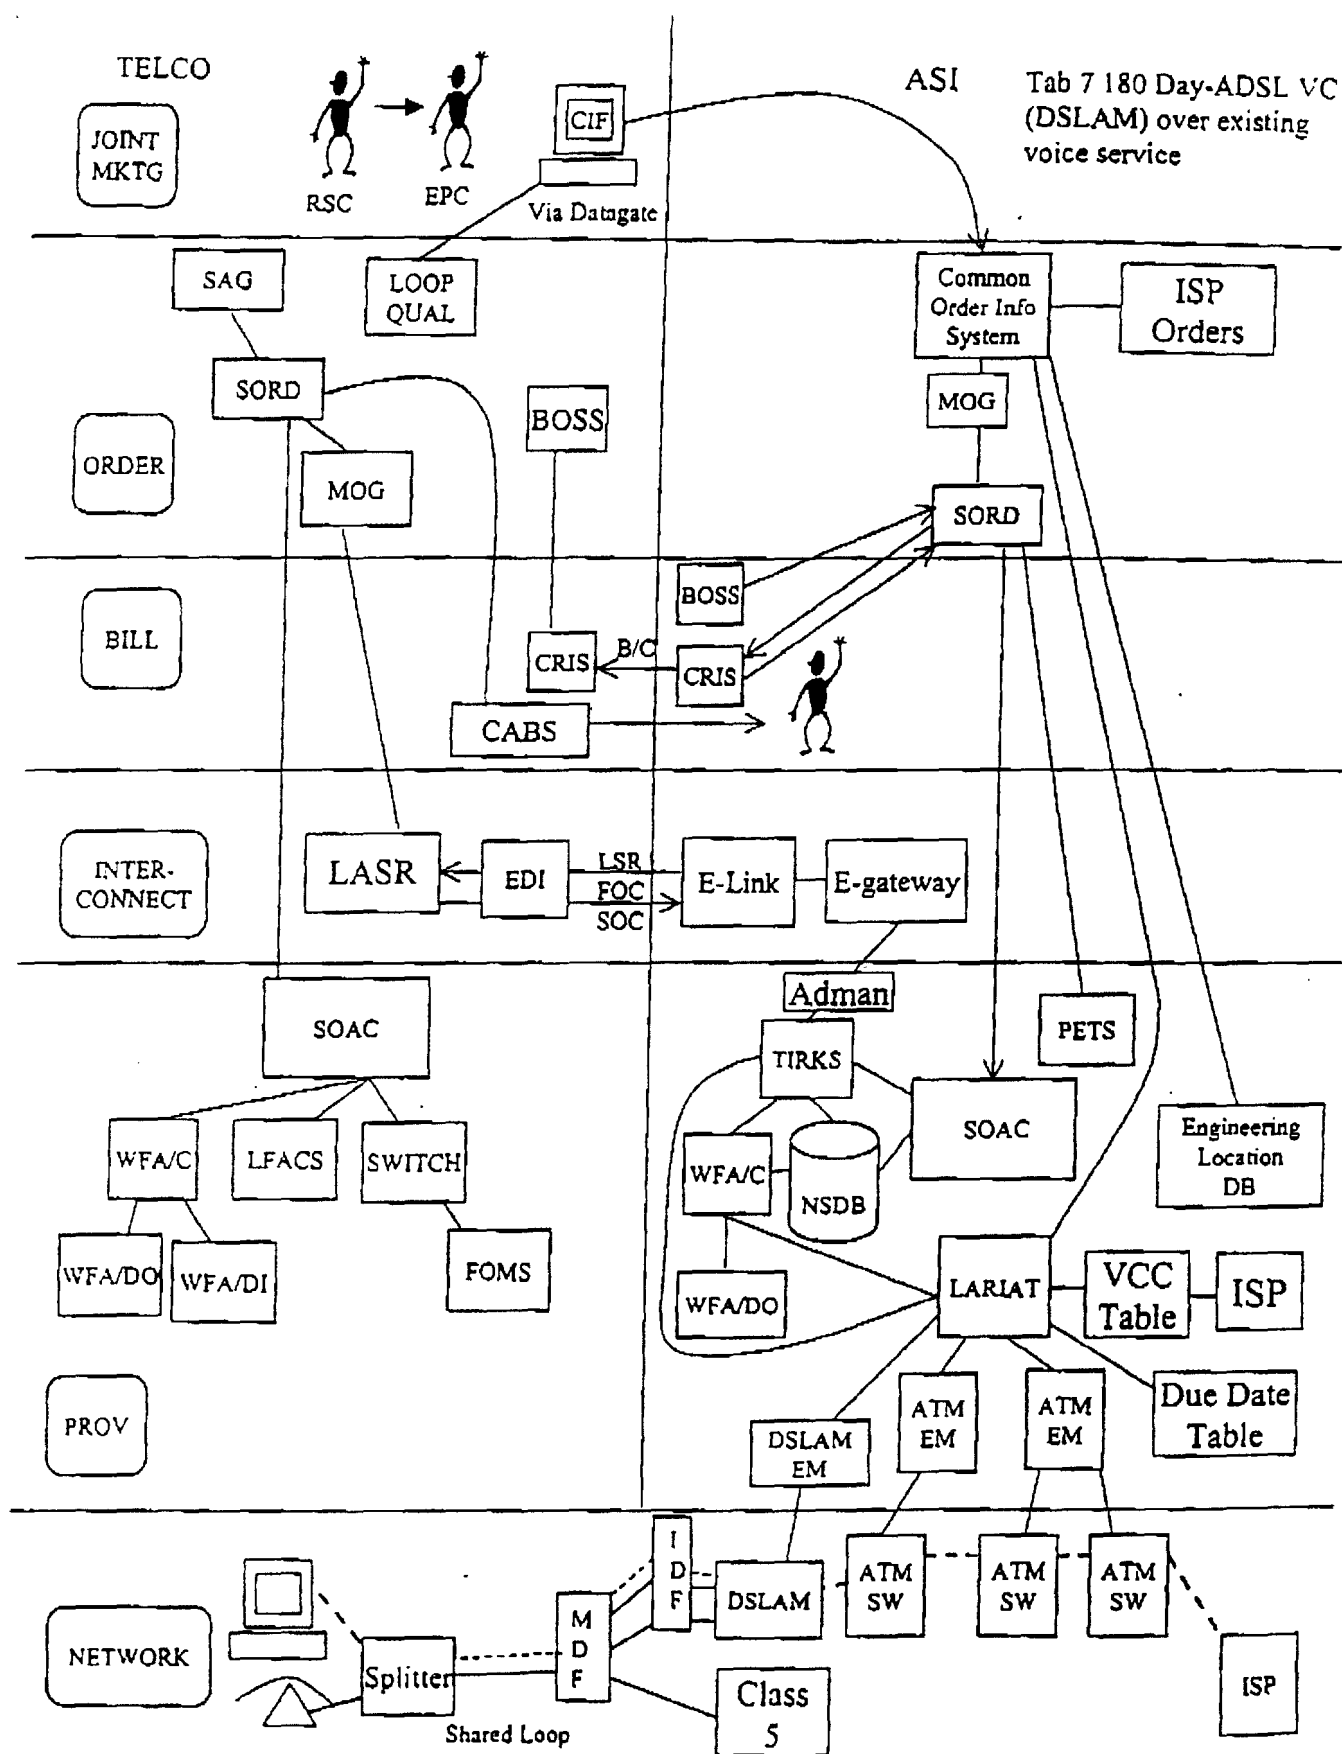 TELCO
ASI
Tab 7 180 Day-ADSL VC
(DSLAM) over existing
voice service
JOINT
MKTG
RSC
EPC
CIF
Via Datagate
SAG
LOOP
QUAL
Common
Order Info
System
ISP
Orders
SORD
BOSS
MOG
ORDER
MOG
SORD
BILL
BOSS
CRIS
B/C
CRIS
CABS
INTER-
CONNECT
LASR
EDI
LSR
FOC
SOC
E-Link
E-gateway
Adman
SOAC
TIRKS
PETS
SOAC
WFA/C
LFACS
SWITCH
WFA/C
NSDB
Engineering
Location
DB
WFA/DO
WFA/DI
FOMS
WFA/DO
LARIAT
VCC
Table
ISP
PROV
DSLAM
EM
ATM
EM
ATM
EM
Due Date
Table
NETWORK
Splitter
Shared Loop
M
D
F
I
D
F
DSLAM
Class
5
ATM
SW
ATM
SW
ATM
SW
ISP